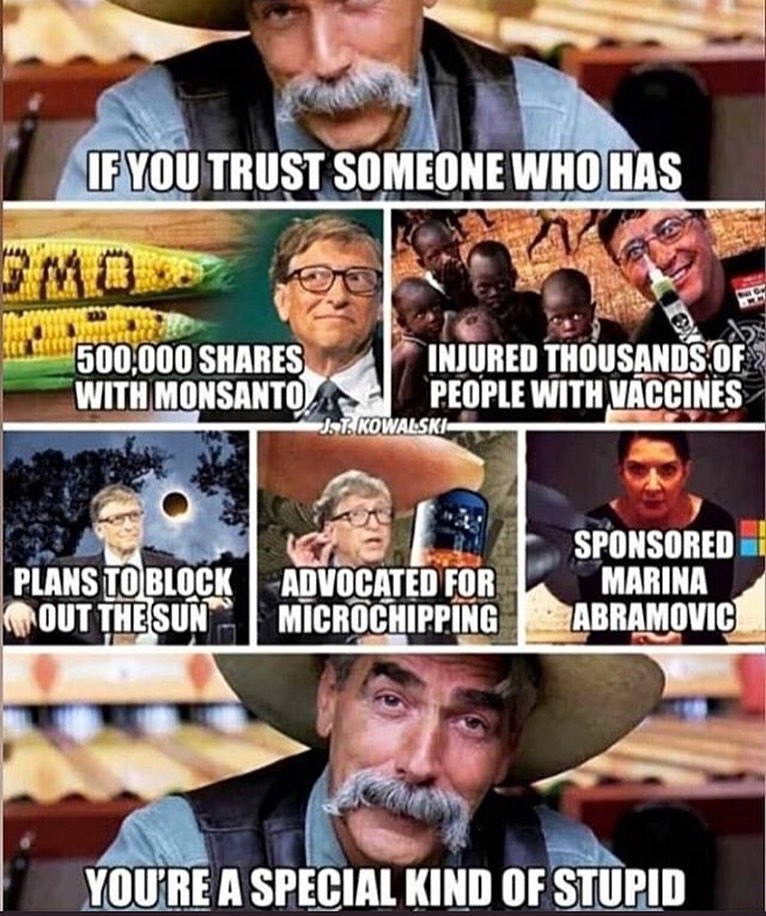 IF YOU TRUST SOMEONE WHO HAS
GMO
500,000 SHARES
WITH MONSANTO
INJURED THOUSANDS OF
PEOPLE WITH VACCINES
J. T. KOWALSKI
PLANS TO BLOCK
OUT THE SUN
ADVOCATED FOR
MICROCHIPPING
SPONSORED
MARINA
ABRAMOVIC
YOU'RE A SPECIAL KIND OF STUPID